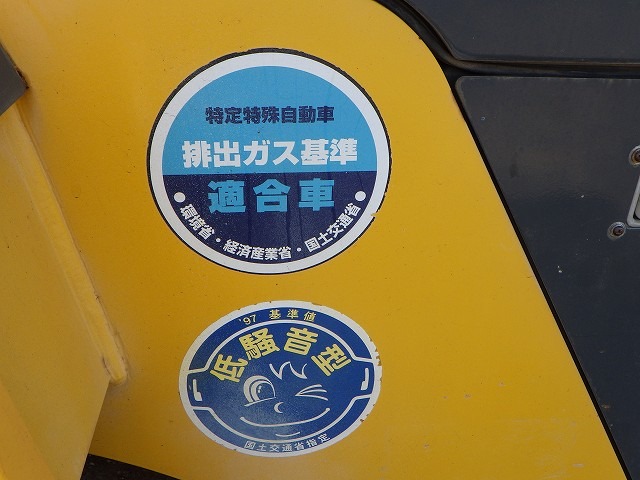 特定特殊自動車
排出ガス基準
適合車
環境省・経済産業省・国土交通省
'97 基準値
低騒音型
国土交通省指定